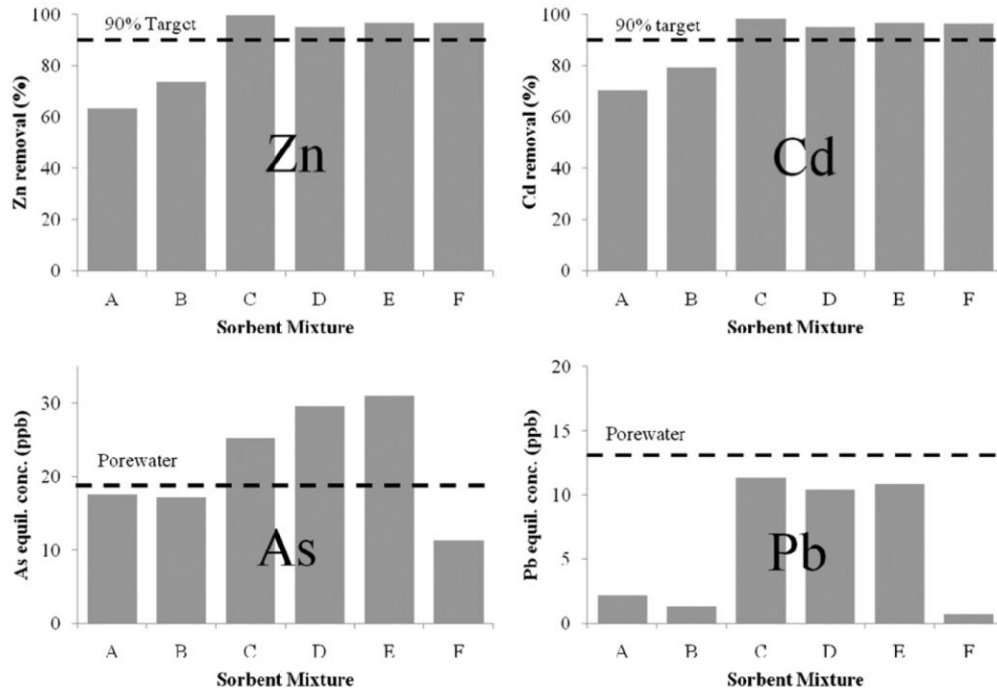 Zn removal (%)
100
80
60
40
20
0
90% Target
Zn
A B C D E F
Sorbent Mixture
Cd removal (%)
100
80
60
40
20
0
90% target
Cd
A B C D E F
Sorbent Mixture
As equil. conc. (ppb)
30
20
10
0
Porewater
As
A B C D E F
Sorbent Mixture
Pb equil. conc. (ppb)
20
15
10
5
0
Porewater
Pb
A B C D E F
Sorbent Mixture